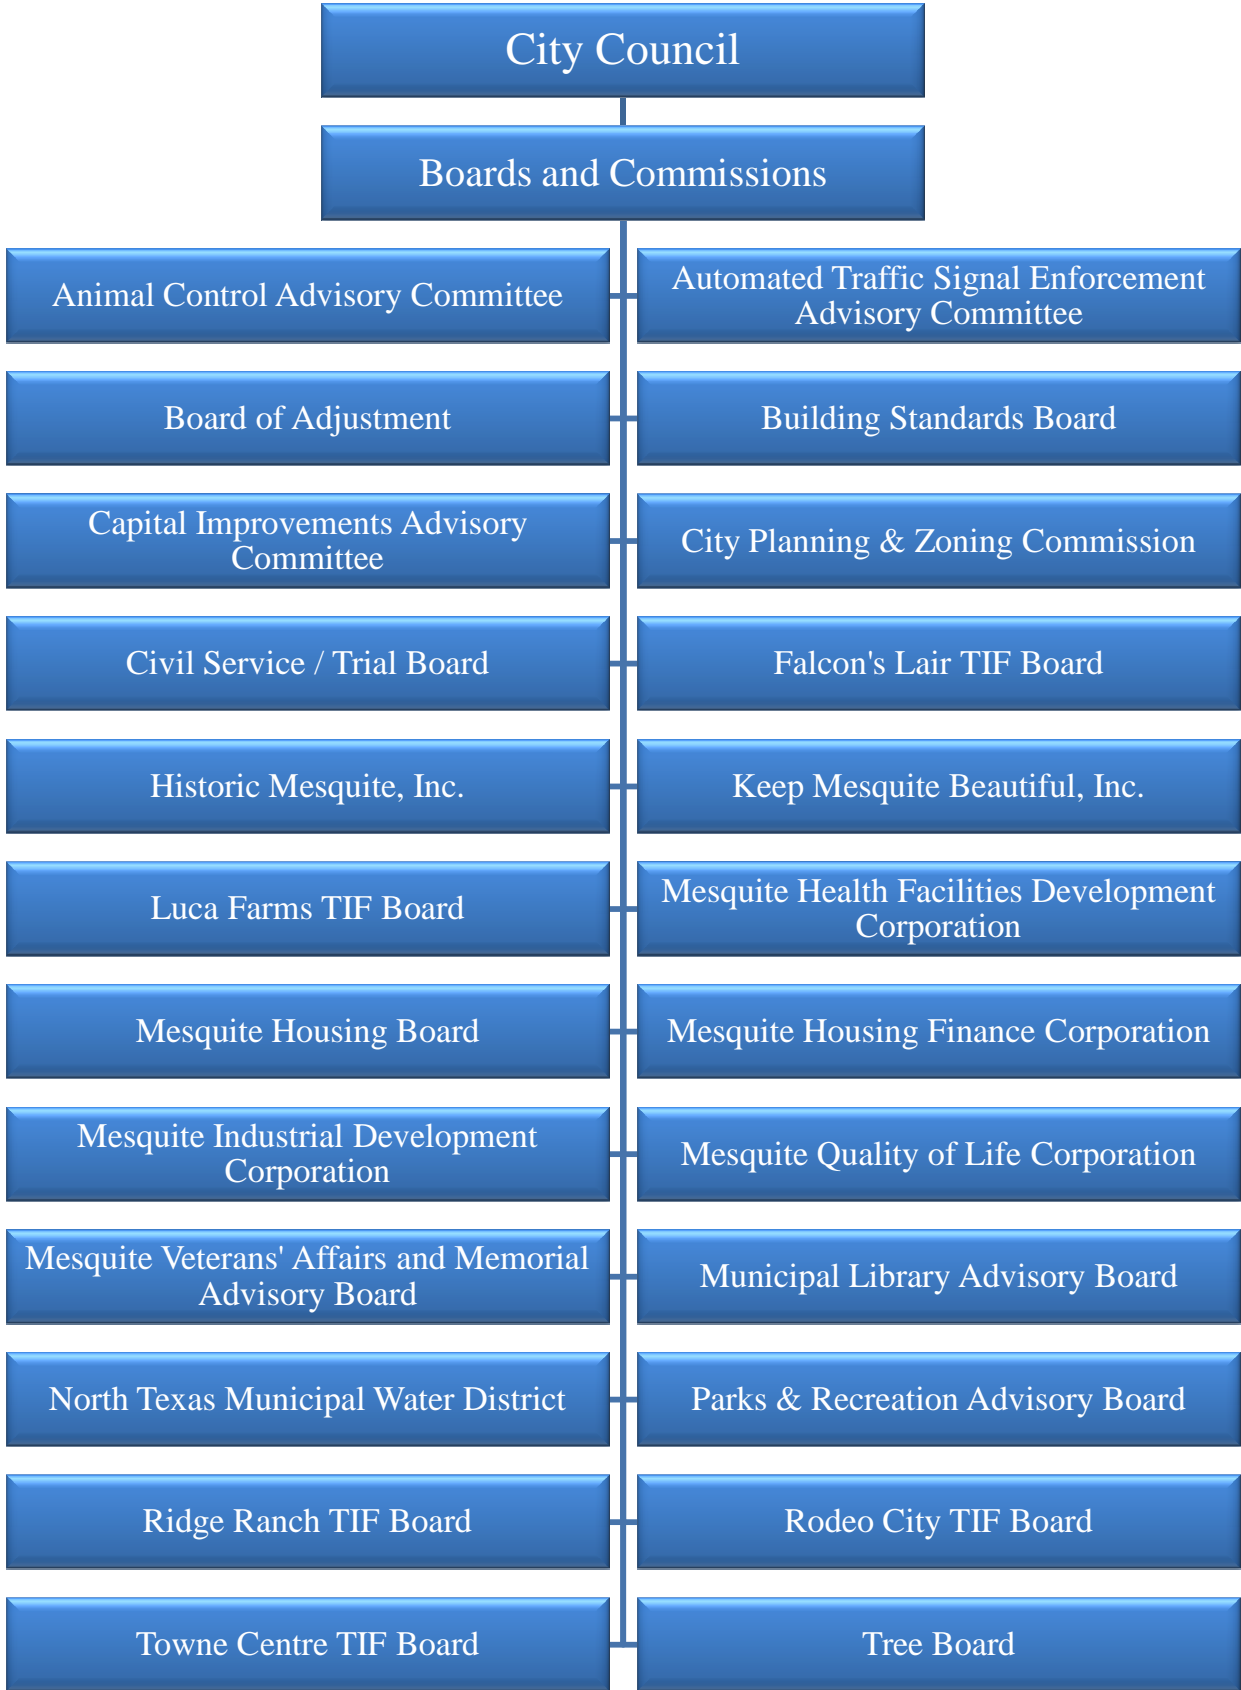 City Council
Boards and Commissions
Animal Control Advisory Committee
Automated Traffic Signal Enforcement
Advisory Committee
Board of Adjustment
Building Standards Board
Capital Improvements Advisory
Committee
City Planning & Zoning Commission
Civil Service / Trial Board
Falcon's Lair TIF Board
Historic Mesquite, Inc.
Keep Mesquite Beautiful, Inc.
Luca Farms TIF Board
Mesquite Health Facilities Development
Corporation
Mesquite Housing Board
Mesquite Housing Finance Corporation
Mesquite Industrial Development
Corporation
Mesquite Quality of Life Corporation
Mesquite Veterans' Affairs and Memorial
Advisory Board
Municipal Library Advisory Board
North Texas Municipal Water District
Parks & Recreation Advisory Board
Ridge Ranch TIF Board
Rodeo City TIF Board
Towne Centre TIF Board
Tree Board